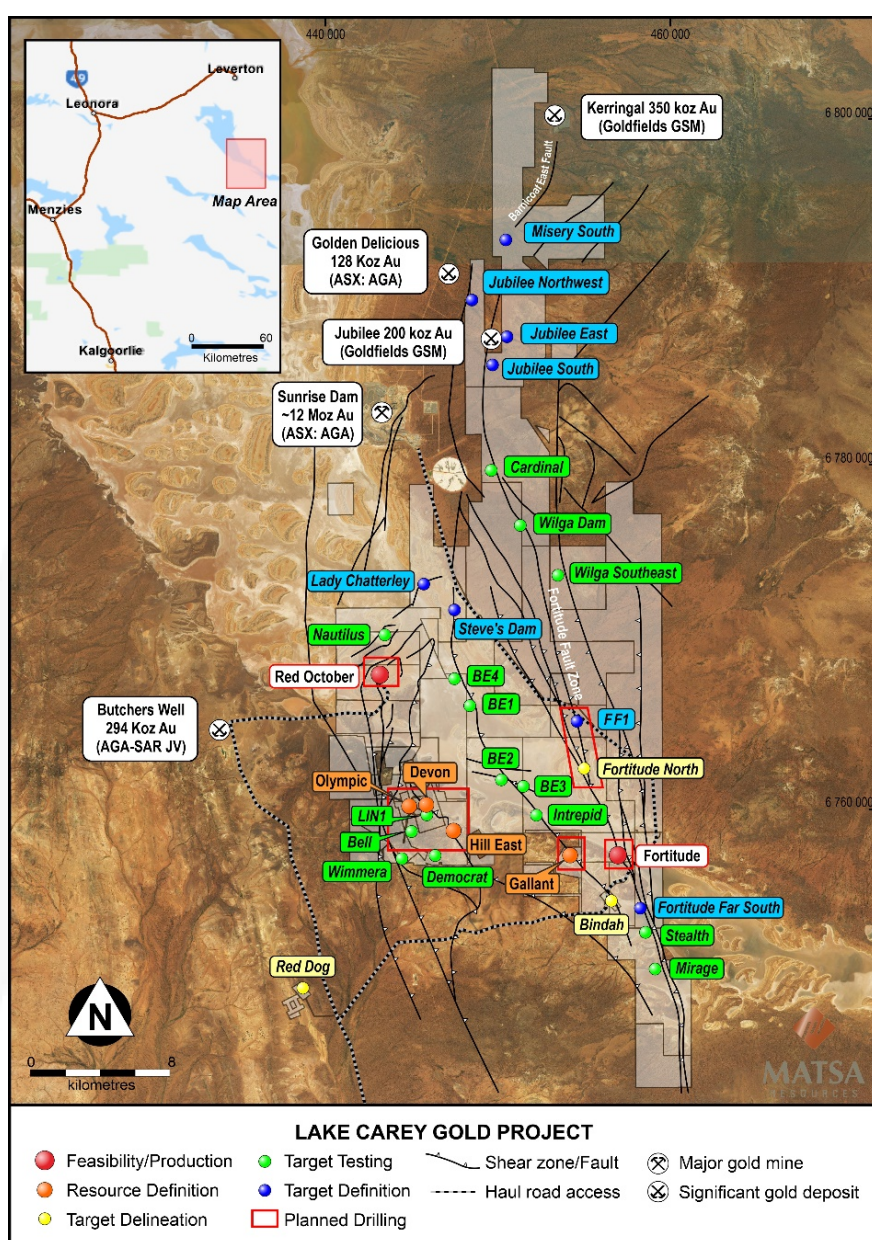 440 000
460 000
6 800 000
6 780 000
6 760 000
49
Leverton
Leonora
Menzies
Map Area
Kalgoorlie
0 60
Kilometres
Kerringal 350 koz Au
(Goldfields GSM)
Barnicoat East Fault
Misery South
Golden Delicious
128 Koz Au
(ASX: AGA)
Jubilee Northwest
Jubilee 200 koz Au
(Goldfields GSM)
Jubilee East
Jubilee South
Sunrise Dam
~12 Moz Au
(ASX: AGA)
Cardinal
Wilga Dam
Wilga Southeast
Lady Chatterley
Steve's Dam
Fortitude Fault Zone
Nautilus
Red October
BE4
BE1
Butchers Well
294 Koz Au
(AGA-SAR JV)
FF1
BE2
Fortitude North
Olympic
Devon
BE3
LIN1
Intrepid
Bell
Hill East
Fortitude
Wimmera
Democrat
Gallant
Fortitude Far South
Bindah
Stealth
Red Dog
Mirage
N
0 8
kilometres
MATSA
RESOURCES
LAKE CAREY GOLD PROJECT
Feasibility/Production
Target Testing
Shear zone/Fault
Major gold mine
Resource Definition
Target Definition
Haul road access
Significant gold deposit
Target Delineation
Planned Drilling